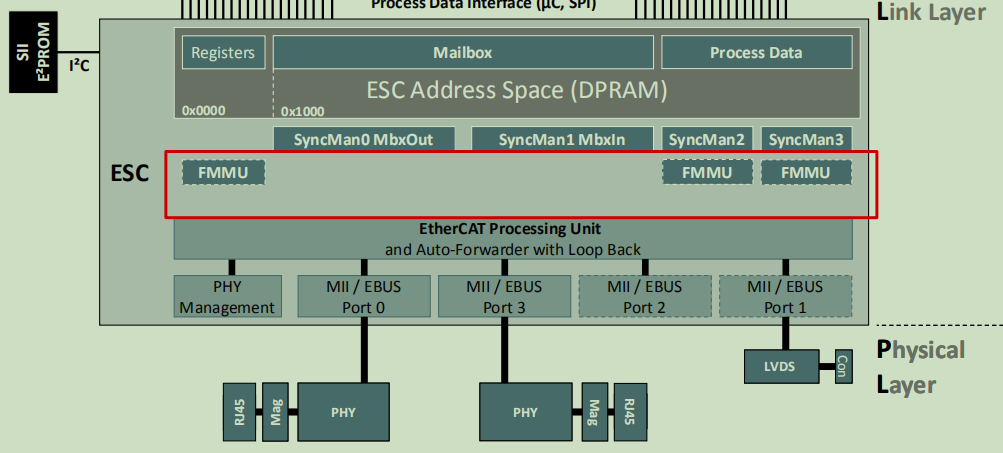 Process Data Interface (µC, SPI)
Link Layer
SII
E²PROM
I²C
Registers
Mailbox
Process Data
ESC Address Space (DPRAM)
0x0000
0x1000
SyncMan0 MbxOut
SyncMan1 MbxIn
SyncMan2
SyncMan3
ESC
FMMU
FMMU
FMMU
EtherCAT Processing Unit
and Auto-Forwarder with Loop Back
PHY
Management
MII / EBUS
Port 0
MII / EBUS
Port 3
MII / EBUS
Port 2
MII / EBUS
Port 1
Physical
Layer
LVDS
Con
RJ45
Mag
PHY
PHY
Mag
RJ45